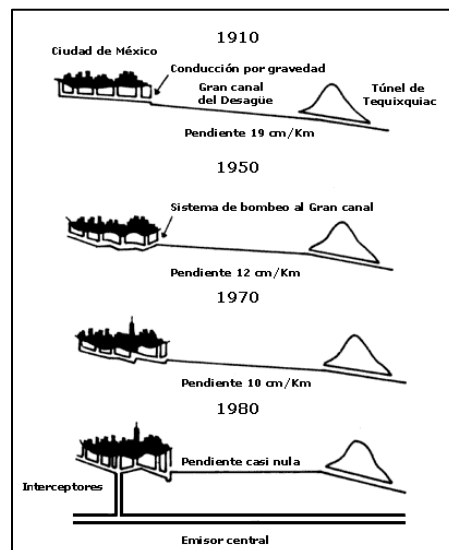 1910
Ciudad de México
Conducción por gravedad
Gran canal
del Desagüe
Túnel de
Tequixquiac
Pendiente 19 cm/Km
1950
Sistema de bombeo al Gran canal
Pendiente 12 cm/Km
1970
Pendiente 10 cm/Km
1980
Pendiente casi nula
Interceptores
Emisor central